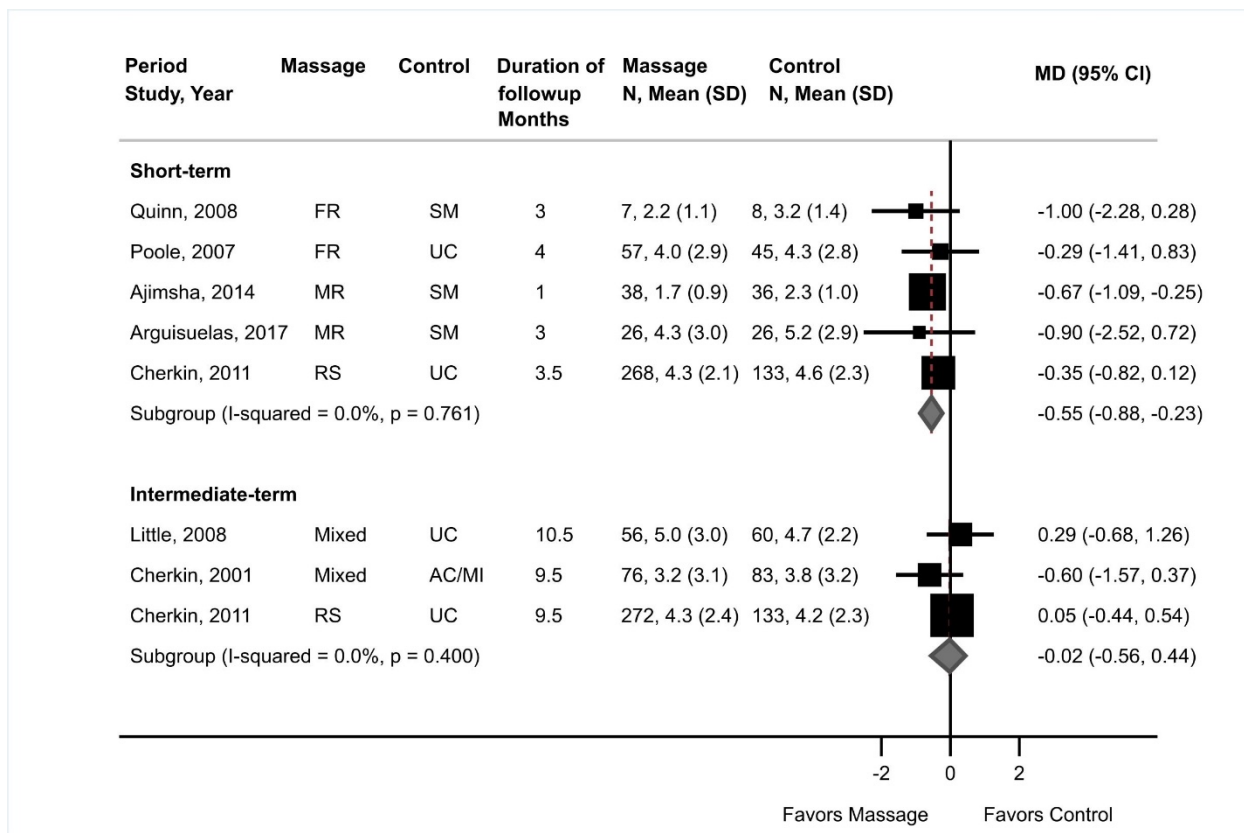 Period Massage Control Duration of Massage Control MD (95% CI)
Study, Year followup N, Mean (SD) N, Mean (SD)
Months
Short-term
Quinn, 2008 FR SM 3 7, 2.2 (1.1) 8, 3.2 (1.4) -1.00 (-2.28, 0.28)
Poole, 2007 FR UC 4 57, 4.0 (2.9) 45, 4.3 (2.8) -0.29 (-1.41, 0.83)
Ajimsha, 2014 MR SM 1 38, 1.7 (0.9) 36, 2.3 (1.0) -0.67 (-1.09, -0.25)
Arguisuelas, 2017 MR SM 3 26, 4.3 (3.0) 26, 5.2 (2.9) -0.90 (-2.52, 0.72)
Cherkin, 2011 RS UC 3.5 268, 4.3 (2.1) 133, 4.6 (2.3) -0.35 (-0.82, 0.12)
Subgroup (I-squared = 0.0%, p = 0.761) -0.55 (-0.88, -0.23)
Intermediate-term
Little, 2008 Mixed UC 10.5 56, 5.0 (3.0) 60, 4.7 (2.2) 0.29 (-0.68, 1.26)
Cherkin, 2001 Mixed AC/MI 9.5 76, 3.2 (3.1) 83, 3.8 (3.2) -0.60 (-1.57, 0.37)
Cherkin, 2011 RS UC 9.5 272, 4.3 (2.4) 133, 4.2 (2.3) 0.05 (-0.44, 0.54)
Subgroup (I-squared = 0.0%, p = 0.400) -0.02 (-0.56, 0.44)
-2 0 2
Favors Massage Favors Control